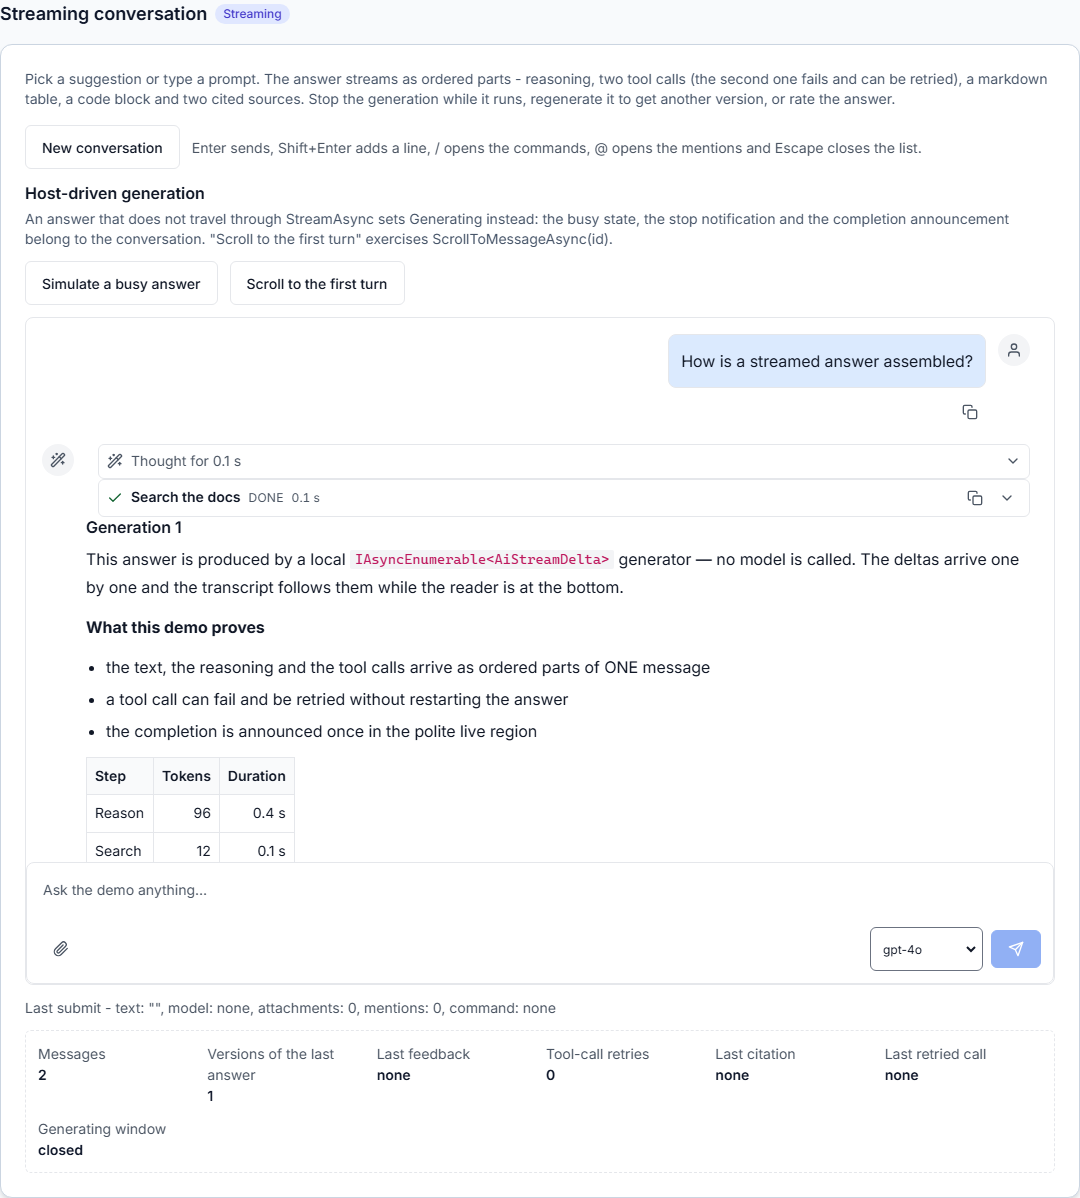 Streaming conversation Streaming
Pick a suggestion or type a prompt. The answer streams as ordered parts - reasoning, two tool calls (the second one fails and can be retried), a markdown
table, a code block and two cited sources. Stop the generation while it runs, regenerate it to get another version, or rate the answer.
New conversation Enter sends, Shift+Enter adds a line, / opens the commands, @ opens the mentions and Escape closes the list.
Host-driven generation
An answer that does not travel through StreamAsync sets Generating instead: the busy state, the stop notification and the completion announcement
belong to the conversation. "Scroll to the first turn" exercises ScrollToMessageAsync(id).
Simulate a busy answer Scroll to the first turn
How is a streamed answer assembled?
Thought for 0.1 s
Search the docs DONE 0.1 s
Generation 1
This answer is produced by a local IAsyncEnumerable<AiStreamDelta> generator — no model is called. The deltas arrive one
by one and the transcript follows them while the reader is at the bottom.
What this demo proves
• the text, the reasoning and the tool calls arrive as ordered parts of ONE message
• a tool call can fail and be retried without restarting the answer
• the completion is announced once in the polite live region
Step Tokens Duration
Reason 96 0.4 s
Search 12 0.1 s
Ask the demo anything...
gpt-4o
Last submit - text: "", model: none, attachments: 0, mentions: 0, command: none
Messages
2
Versions of the last
answer
1
Last feedback
none
Tool-call retries
0
Last citation
none
Last retried call
none
Generating window
closed